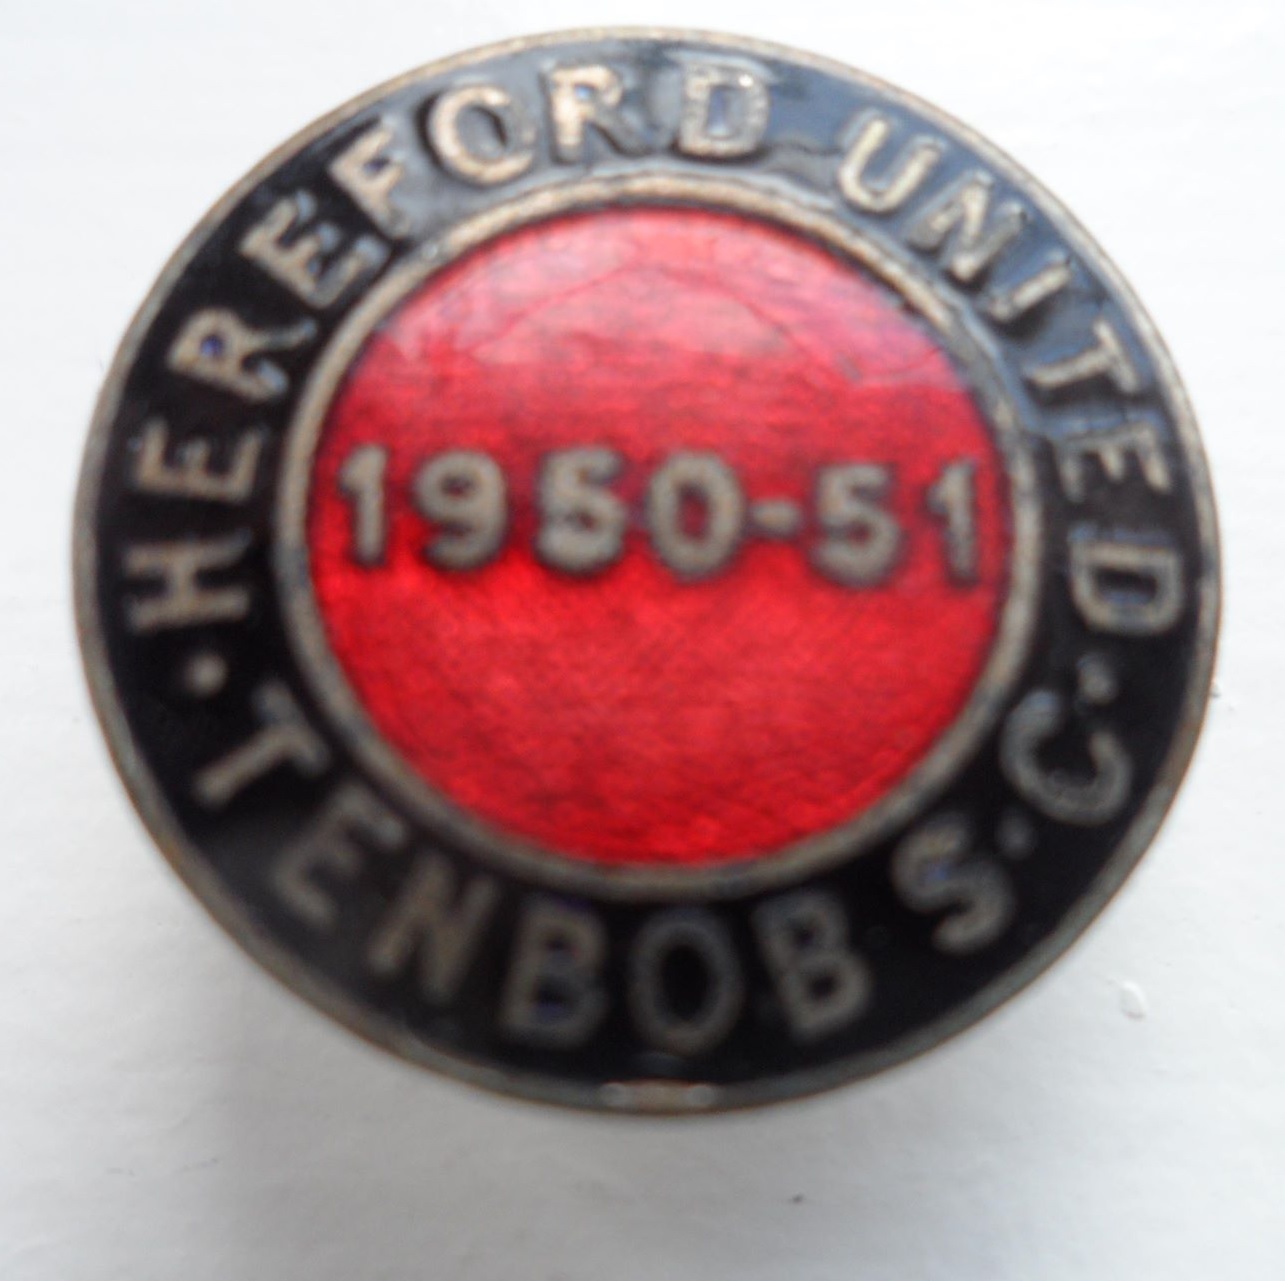 HEREFORD UNITED
1950-51
· TENBOB S.C ·